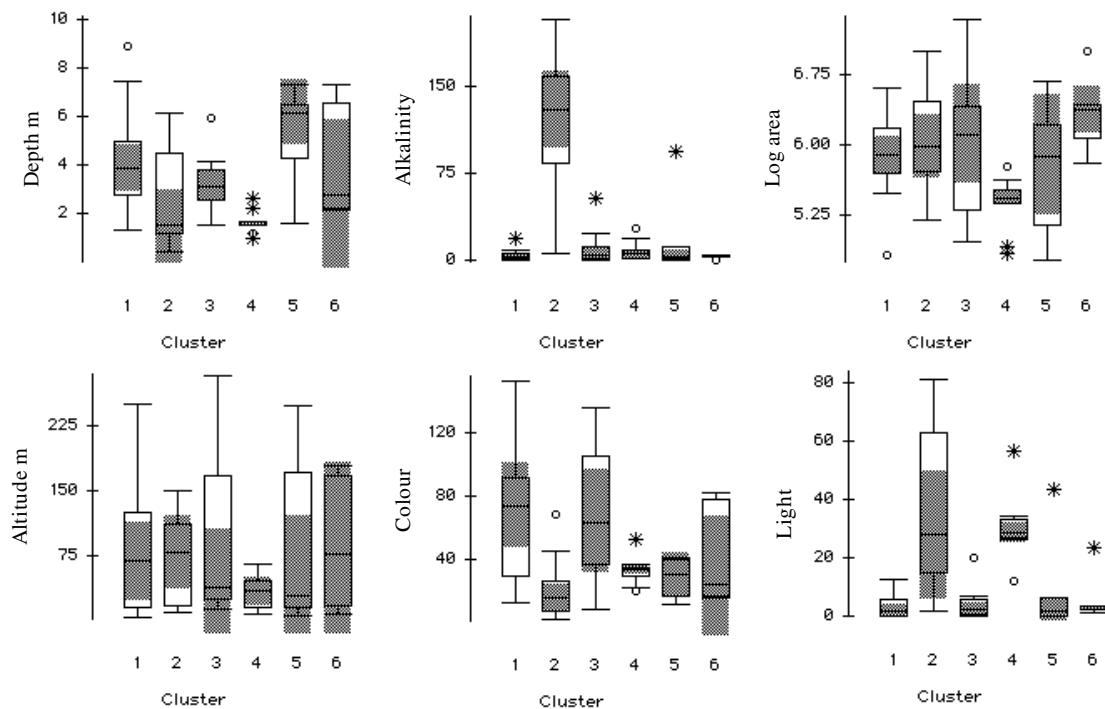 Depth m
10
8
6
4
2
1 2 3 4 5 6
Cluster
Alkalinity
150
75
0
1 2 3 4 5 6
Cluster
Log area
6.75
6.00
5.25
1 2 3 4 5 6
Cluster
Altitude m
225
150
75
1 2 3 4 5 6
Cluster
Colour
120
80
40
1 2 3 4 5 6
Cluster
Light
80
60
40
20
0
1 2 3 4 5 6
Cluster